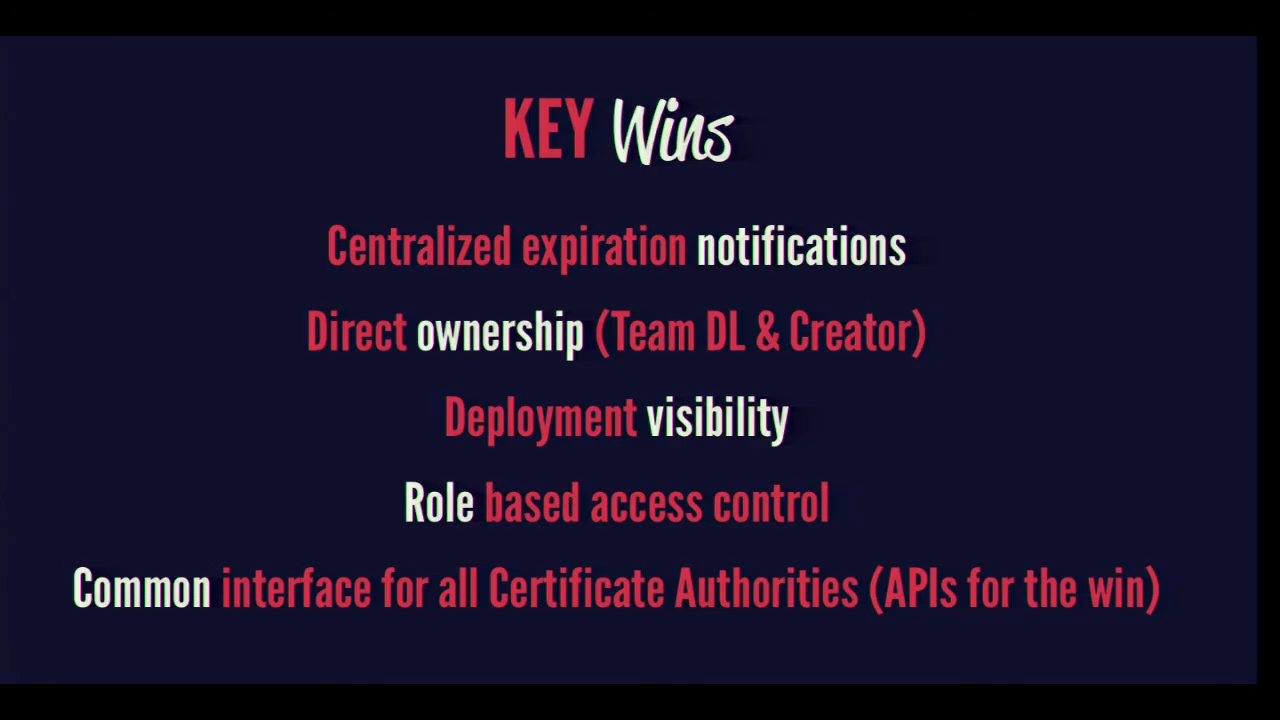 KEY Wins
Centralized expiration notifications
Direct ownership (Team DL & Creator)
Deployment visibility
Role based access control
Common interface for all Certificate Authorities (APIs for the win)